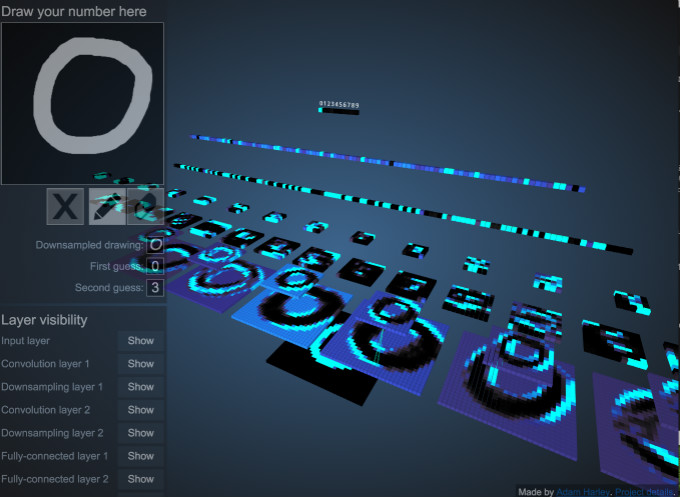 Draw your number here
0123456789
Downsampled drawing: 0
First guess: 0
Second guess: 3
Layer visibility
Input layer Show
Convolution layer 1 Show
Downsampling layer 1 Show
Convolution layer 2 Show
Downsampling layer 2 Show
Fully-connected layer 1 Show
Fully-connected layer 2 Show
Made by Adam Harley. Project details.